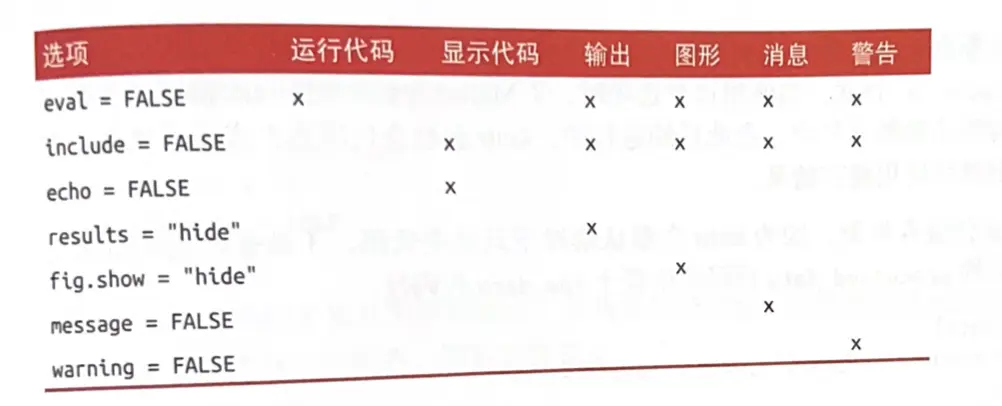 选项 运行代码 显示代码 输出 图形 消息 警告
eval = FALSE x x x x x
include = FALSE x x x x x
echo = FALSE x
results = "hide" x
fig.show = "hide" x
message = FALSE x
warning = FALSE x